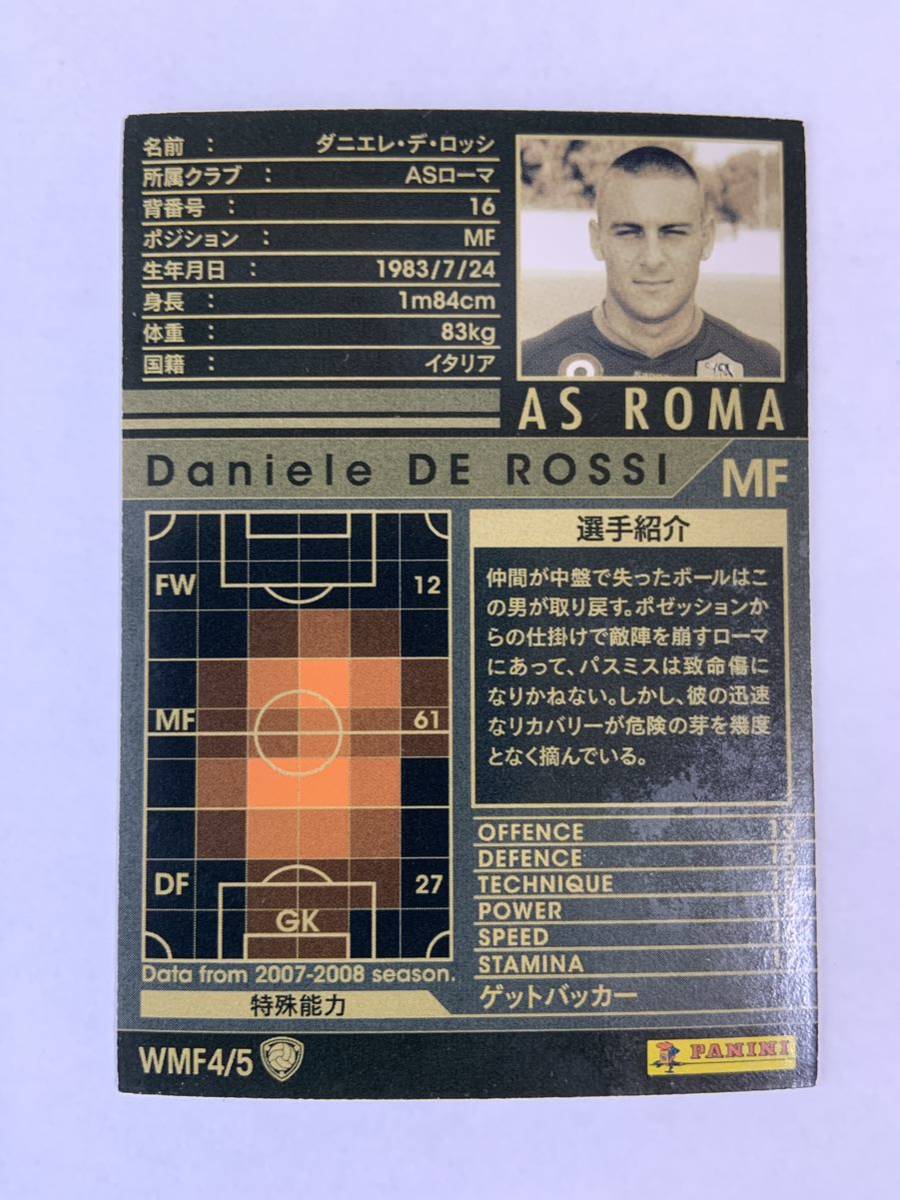 名前 : ダニエレ・デ・ロッシ
所属クラブ : ASローマ
背番号 : 16
ポジション : MF
生年月日 : 1983/7/24
身長 : 1m84cm
体重 : 83kg
国籍 : イタリア
AS ROMA
Daniele DE ROSSI MF
FW 12
MF 61
DF 27
GK
Data from 2007-2008 season.
特殊能力
選手紹介
仲間が中盤で失ったボールはこ
の男が取り戻す。ポゼッションか
らの仕掛けで敵陣を崩すローマ
にあって、パスミスは致命傷に
なりかねない。しかし、彼の迅速
なリカバリーが危険の芽を幾度
となく摘んでいる。
OFFENCE 13
DEFENCE
TECHNIQUE
POWER
SPEED
STAMINA
ゲットバッカー
WMF4/5
PANINI